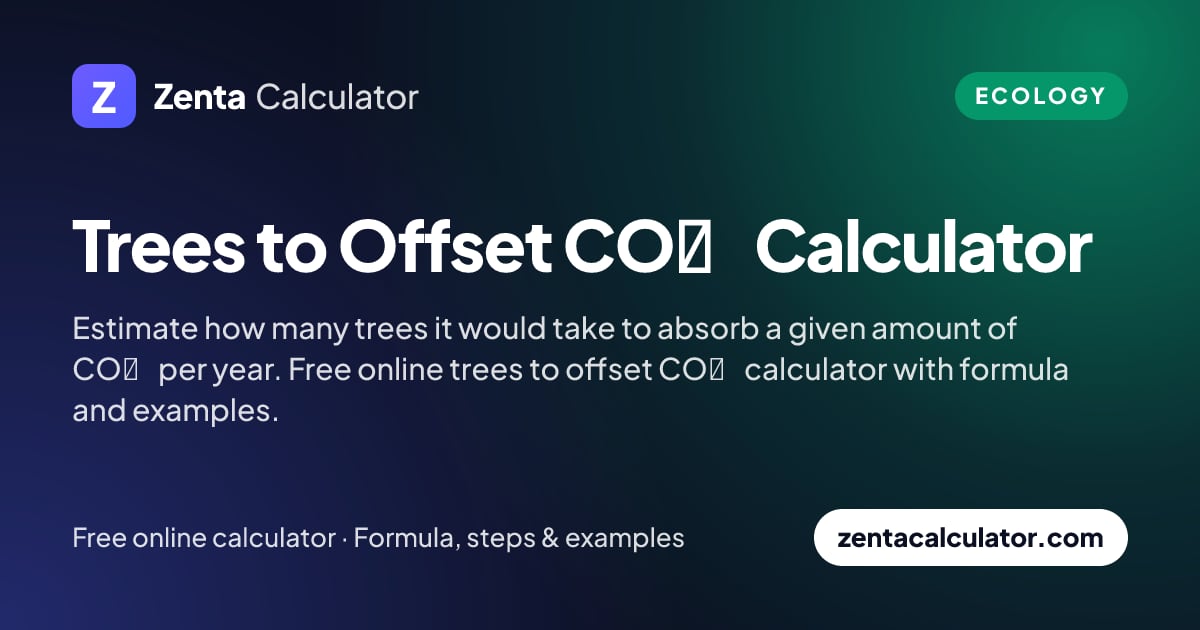 Z
Zenta Calculator
ECOLOGY
Trees to Offset CO▯ Calculator
Estimate how many trees it would take to absorb a given amount of
CO▯ per year. Free online trees to offset CO▯ calculator with formula
and examples.
Free online calculator · Formula, steps & examples
zentacalculator.com